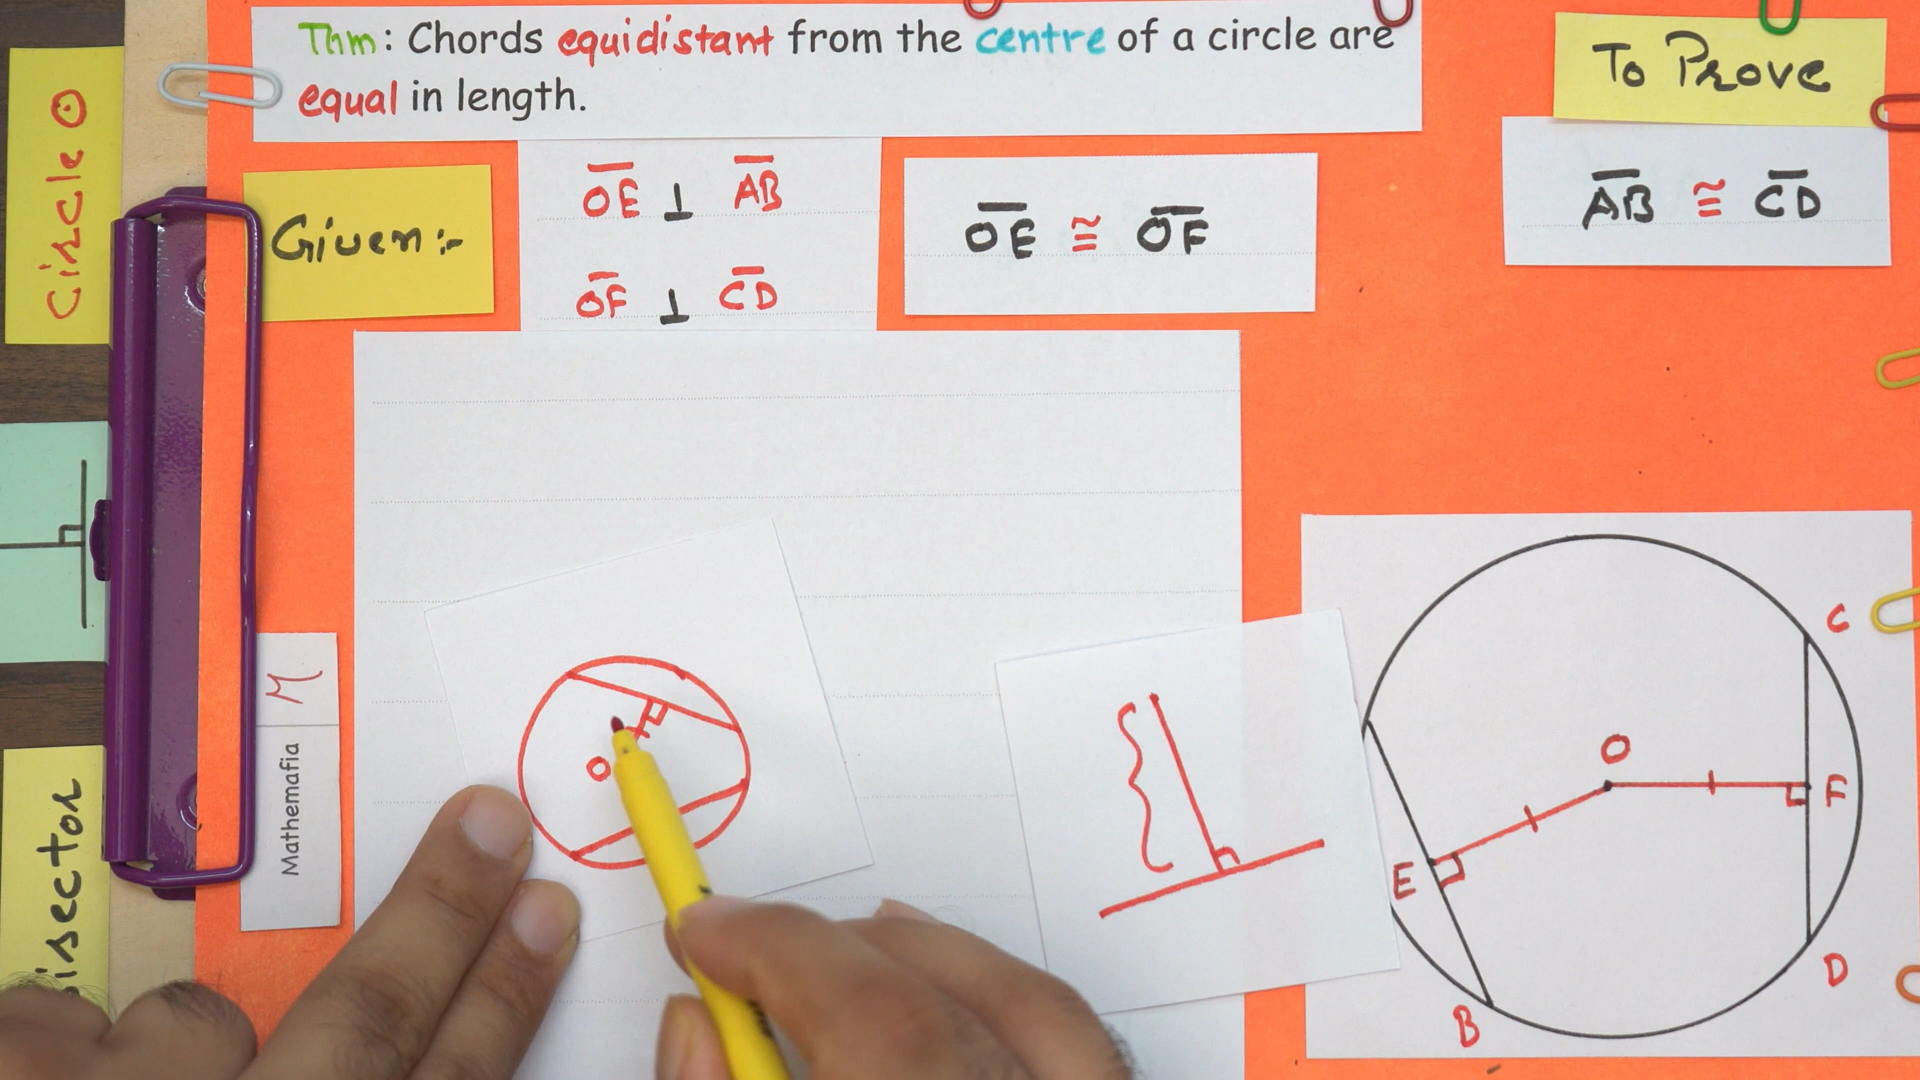 Thm: Chords equidistant from the centre of a circle are
equal in length.
To Prove
AB ≅ CD
Given:-
OE ⊥ AB
OF ⊥ CD
OE ≅ OF
Circle
M
Mathemafia
O
O
C
F
E
D
B